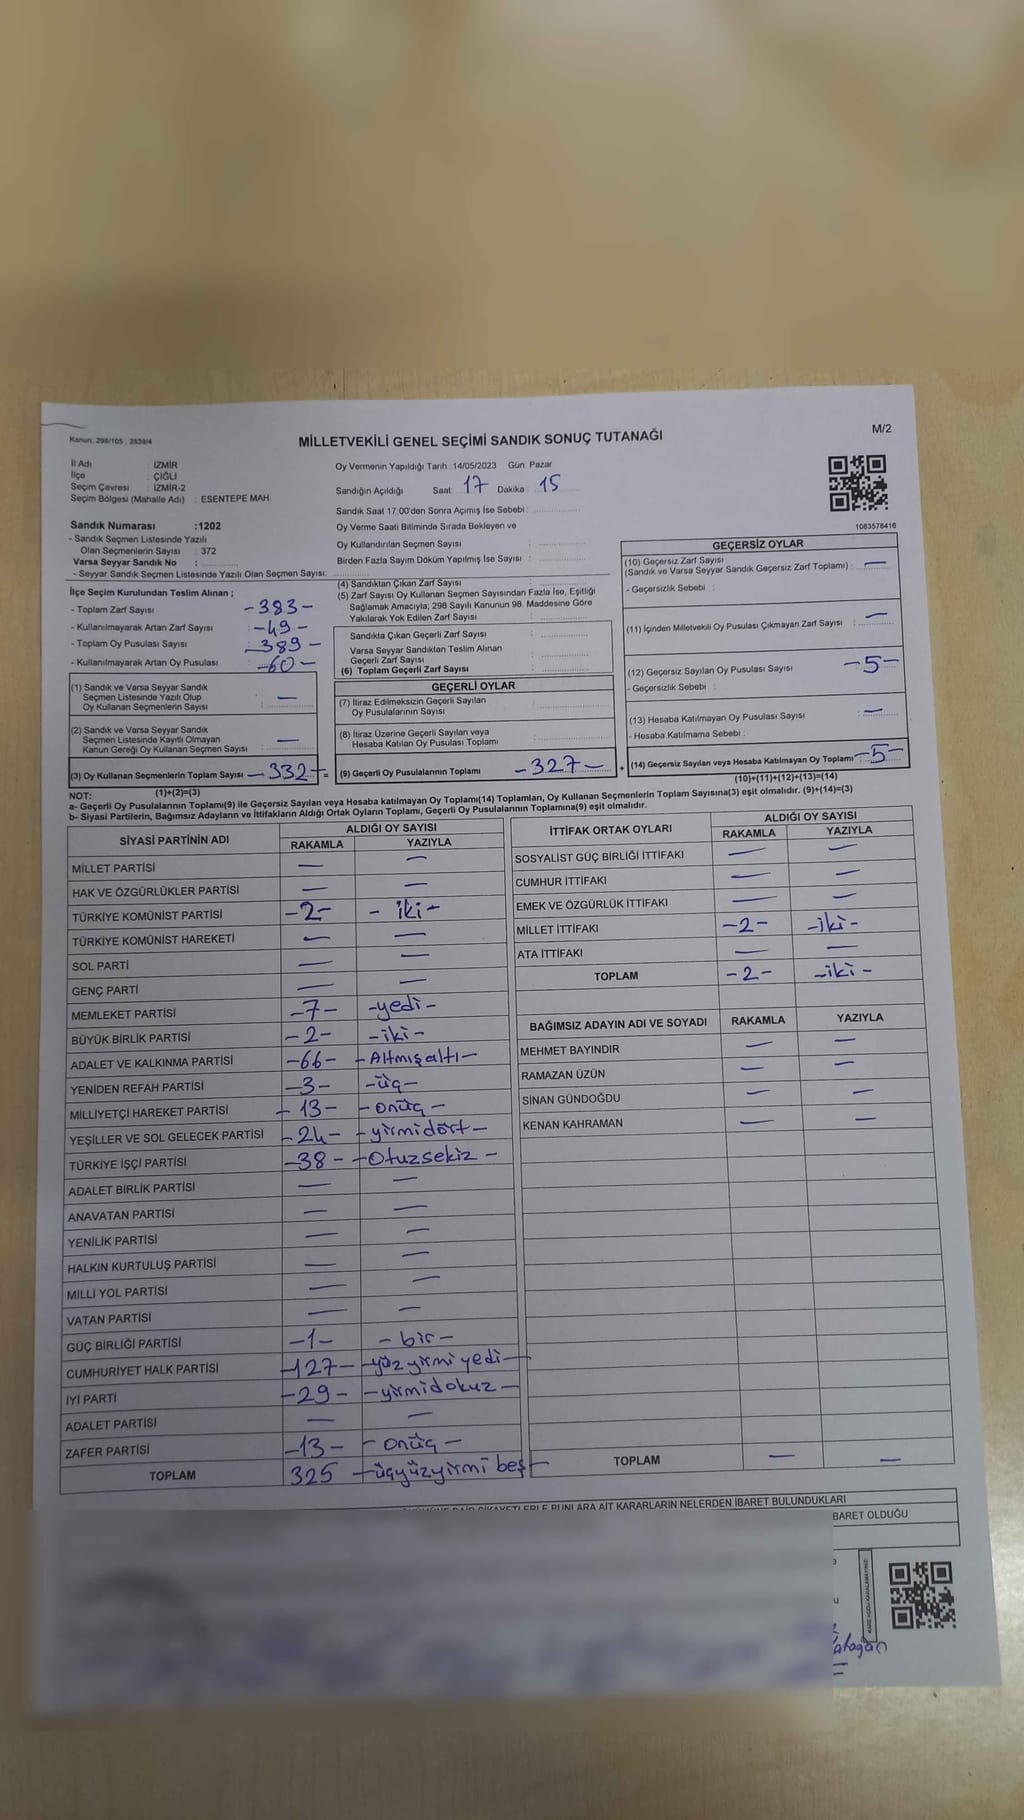 Kanun: 298/105 , 2839/4
MİLLETVEKİLİ GENEL SEÇİMİ SANDIK SONUÇ TUTANAĞI
M/2
İl Adı : İZMİR
İlçe : ÇİĞLİ
Seçim Çevresi : İZMİR-2
Seçim Bölgesi (Mahalle Adı) : ESENTEPE MAH.
Oy Vermenin Yapıldığı Tarih :14/05/2023 Gün: Pazar
Sandığın Açıldığı Saat: 17 Dakika: 15
Sandık Saat 17.00'den Sonra Açımış İse Sebebi :
Oy Verme Saati Bitiminde Sırada Bekleyen ve
Oy Kullandırılan Seçmen Sayısı :
Birden Fazla Sayım Döküm Yapılmış İse Sayısı :
Sandık Numarası :1202
- Sandık Seçmen Listesinde Yazılı
Olan Seçmenlerin Sayısı : 372
Varsa Seyyar Sandık No :
- Seyyar Sandık Seçmen Listesinde Yazılı Olan Seçmen Sayısı:
1083578416
İlçe Seçim Kurulundan Teslim Alınan ;
- Toplam Zarf Sayısı : -383-
- Kullanılmayarak Artan Zarf Sayısı : -49-
- Toplam Oy Pusulası Sayısı : -389-
- Kullanılmayarak Artan Oy Pusulası : -60-
(1) Sandık ve Varsa Seyyar Sandık
Seçmen Listesinde Yazılı Olup
Oy Kullanan Seçmenlerin Sayısı : —
(2) Sandık ve Varsa Seyyar Sandık
Seçmen Listesinde Kayıtlı Olmayan
Kanun Gereği Oy Kullanan Seçmen Sayısı : —
(3) Oy Kullanan Seçmenlerin Toplam Sayısı -332- =
(1)+(2)=(3)
(4) Sandıktan Çıkan Zarf Sayısı :
(5) Zarf Sayısı Oy Kullanan Seçmen Sayısından Fazla İse, Eşitliği
Sağlamak Amacıyla; 298 Sayılı Kanunun 98. Maddesine Göre
Yakılarak Yok Edilen Zarf Sayısı :
Sandıkta Çıkan Geçerli Zarf Sayısı :
Varsa Seyyar Sandıktan Teslim Alınan
Geçerli Zarf Sayısı :
(6) Toplam Geçerli Zarf Sayısı :
GEÇERLİ OYLAR
(7) İtiraz Edilmeksizin Geçerli Sayılan
Oy Pusulalarının Sayısı :
(8) İtiraz Üzerine Geçerli Sayılan veya
Hesaba Katılan Oy Pusulası Toplamı :
(9) Geçerli Oy Pusulalarının Toplamı -327- +
GEÇERSİZ OYLAR
(10) Geçersiz Zarf Sayısı
(Sandık ve Varsa Seyyar Sandık Geçersiz Zarf Toplamı) : —
- Geçersizlik Sebebi :
(11) İçinden Milletvekili Oy Pusulası Çıkmayan Zarf Sayısı : —
(12) Geçersiz Sayılan Oy Pusulası Sayısı : -5-
- Geçersizlik Sebebi :
(13) Hesaba Katılmayan Oy Pusulası Sayısı : —
- Hesaba Katılmama Sebebi :
(14) Geçersiz Sayılan veya Hesaba Katılmayan Oy Toplamı -5-
(10)+(11)+(12)+(13)=(14)
NOT:
a- Geçerli Oy Pusulalarının Toplamı(9) ile Geçersiz Sayılan veya Hesaba katılmayan Oy Toplamı(14) Toplamları, Oy Kullanan Seçmenlerin Toplam Sayısına(3) eşit olmalıdır. (9)+(14)=(3)
b- Siyasi Partilerin, Bağımsız Adayların ve İttifakların Aldığı Ortak Oyların Toplamı, Geçerli Oy Pusulalarının Toplamına(9) eşit olmalıdır.
SİYASİ PARTİNİN ADI ALDIĞI OY SAYISI
RAKAMLA YAZIYLA
MİLLET PARTİSİ — —
HAK VE ÖZGÜRLÜKLER PARTİSİ — —
TÜRKİYE KOMÜNİST PARTİSİ -2- - iki-
TÜRKİYE KOMÜNİST HAREKETİ — —
SOL PARTİ — —
GENÇ PARTİ — —
MEMLEKET PARTİSİ -7- -yedi-
BÜYÜK BİRLİK PARTİSİ -2- -iki-
ADALET VE KALKINMA PARTİSİ -66- -Altmışaltı-
YENİDEN REFAH PARTİSİ -3- -üç-
MİLLİYETÇİ HAREKET PARTİSİ -13- -onüç-
YEŞİLLER VE SOL GELECEK PARTİSİ -24- -yirmidört-
TÜRKİYE İŞÇİ PARTİSİ -38- -Otuzsekiz-
ADALET BİRLİK PARTİSİ — —
ANAVATAN PARTİSİ — —
YENİLİK PARTİSİ — —
HALKIN KURTULUŞ PARTİSİ — —
MİLLİ YOL PARTİSİ — —
VATAN PARTİSİ — —
GÜÇ BİRLİĞİ PARTİSİ -1- -bir-
CUMHURİYET HALK PARTİSİ -127- -yüz yirmi yedi-
İYİ PARTİ -29- -yirmidokuz-
ADALET PARTİSİ — —
ZAFER PARTİSİ -13- -onüç-
TOPLAM 325 -üçyüzyirmi beş-
İTTİFAK ORTAK OYLARI ALDIĞI OY SAYISI
RAKAMLA YAZIYLA
SOSYALİST GÜÇ BİRLİĞİ İTTİFAKI — —
CUMHUR İTTİFAKI — —
EMEK VE ÖZGÜRLÜK İTTİFAKI — —
MİLLET İTTİFAKI -2- -iki-
ATA İTTİFAKI — —
TOPLAM -2- -iki-
BAĞIMSIZ ADAYIN ADI VE SOYADI RAKAMLA YAZIYLA
MEHMET BAYINDIR — —
RAMAZAN ÜZÜN — —
SİNAN GÜNDOĞDU — —
KENAN KAHRAMAN — —
TOPLAM — —
ŞİKAYETLERLE BUNLARA AİT KARARLARIN NELERDEN İBARET BULUNDUKLARI
BARET OLDUĞU